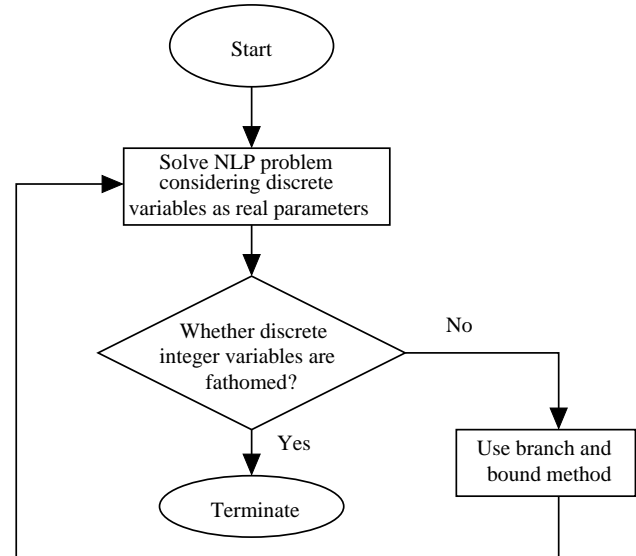 Start
Solve NLP problem
considering discrete
variables as real parameters
Whether discrete
integer variables are
fathomed?
No
Yes
Use branch and
bound method
Terminate